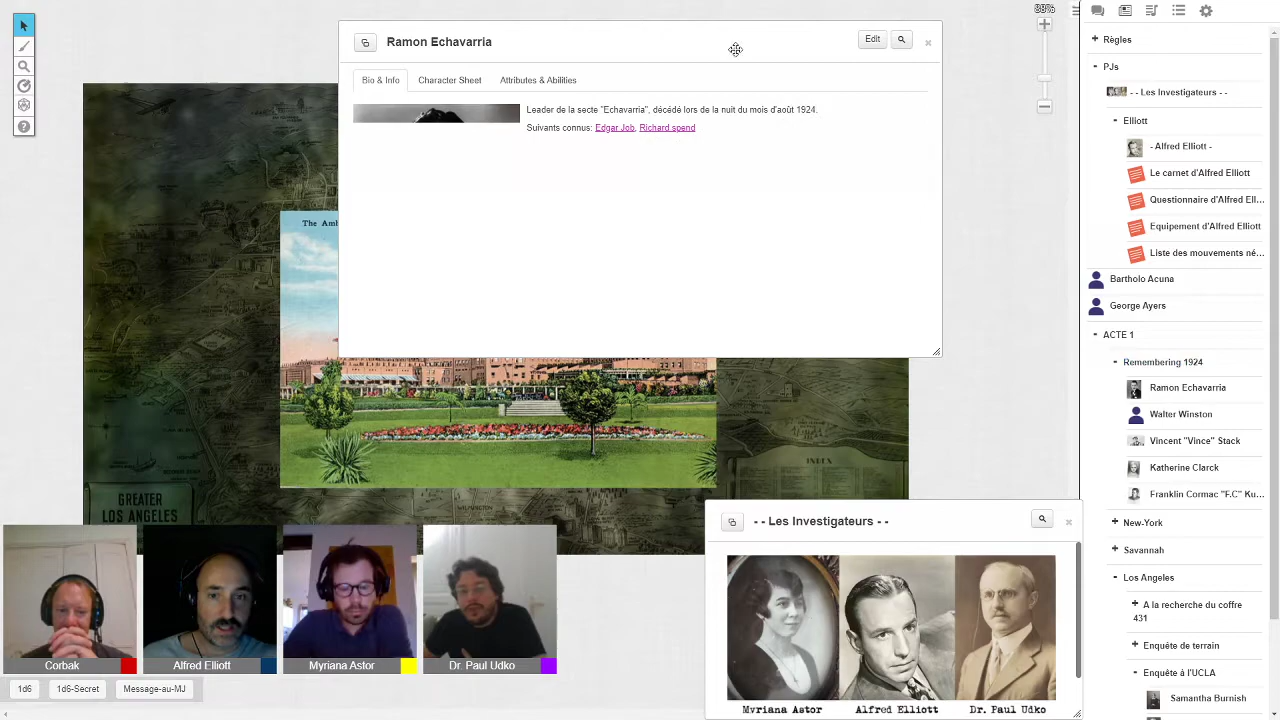 Ramon Echavarria
Edit
Bio & Info
Character Sheet
Attributes & Abilities
Leader de la secte "Echavarria", décédé lors de la nuit du mois d'août 1924.
Suivants connus: Edgar Job, Richard spend
88%
The Aml
INDEX
GREATER
LOS ANGELES
WILMINGTON
Corbak
Alfred Elliott
Myriana Astor
Dr. Paul Udko
1d6
1d6-Secret
Message-au-MJ
- - Les Investigateurs - -
Myriana Astor
Alfred Elliott
Dr. Paul Udko
Règles
PJs
- - Les Investigateurs - -
Elliott
- Alfred Elliott -
Le carnet d'Alfred Elliott
Questionnaire d'Alfred Ell...
Equipement d'Alfred Elliott
Liste des mouvements né...
Bartholo Acuna
George Ayers
ACTE 1
Remembering 1924
Ramon Echavarria
Walter Winston
Vincent "Vince" Stack
Katherine Clarck
Franklin Cormac "F.C" Ku...
New-York
Savannah
Los Angeles
A la recherche du coffre
431
Enquête de terrain
Enquête à l'UCLA
Samantha Burnish